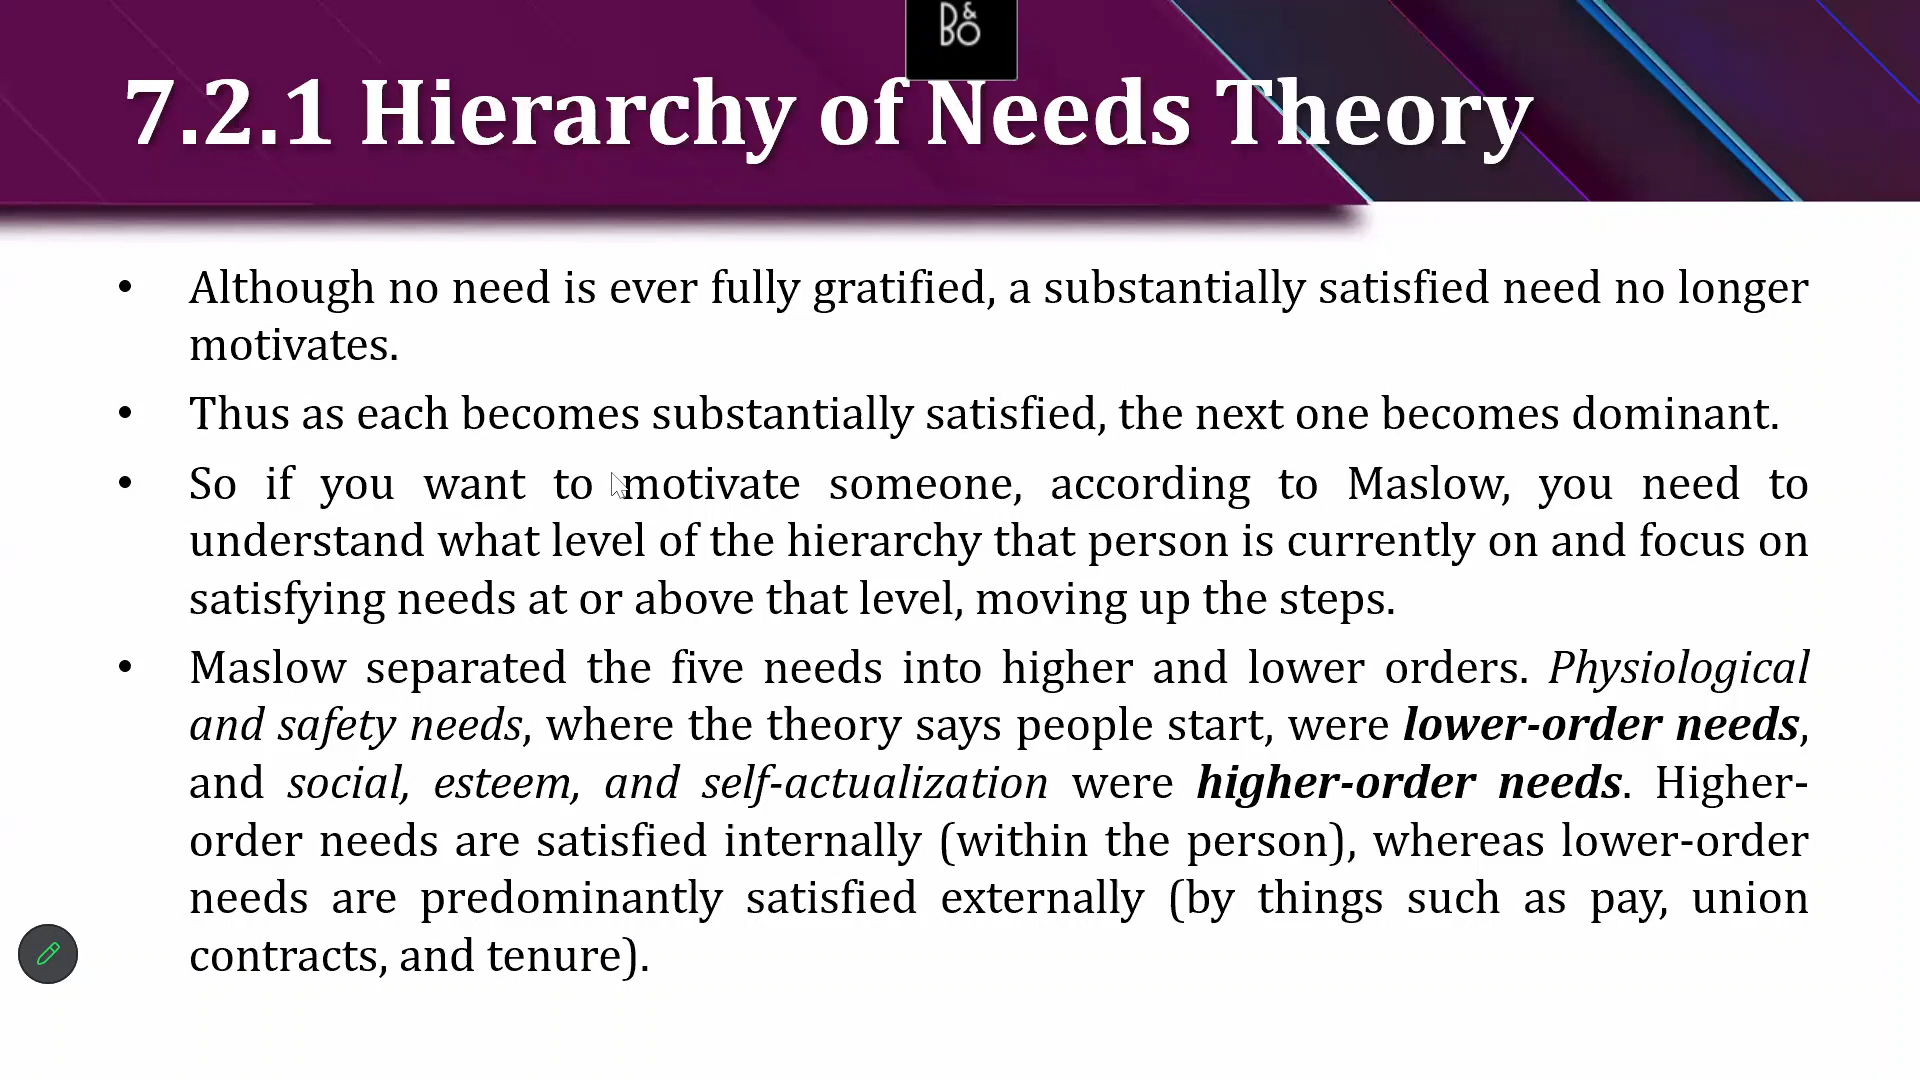 B&
BO
7.2.1 Hierarchy of Needs Theory
• Although no need is ever fully gratified, a substantially satisfied need no longer
motivates.
• Thus as each becomes substantially satisfied, the next one becomes dominant.
• So if you want to motivate someone, according to Maslow, you need to
understand what level of the hierarchy that person is currently on and focus on
satisfying needs at or above that level, moving up the steps.
• Maslow separated the five needs into higher and lower orders. Physiological
and safety needs, where the theory says people start, were lower-order needs,
and social, esteem, and self-actualization were higher-order needs. Higher-
order needs are satisfied internally (within the person), whereas lower-order
needs are predominantly satisfied externally (by things such as pay, union
contracts, and tenure).